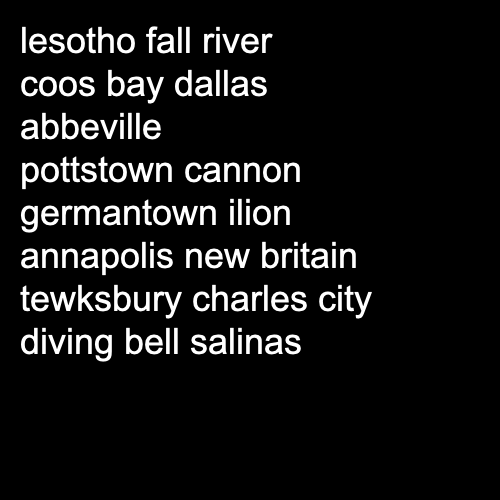 lesotho fall river
coos bay dallas
abbeville
pottstown cannon
germantown ilion
annapolis new britain
tewksbury charles city
diving bell salinas